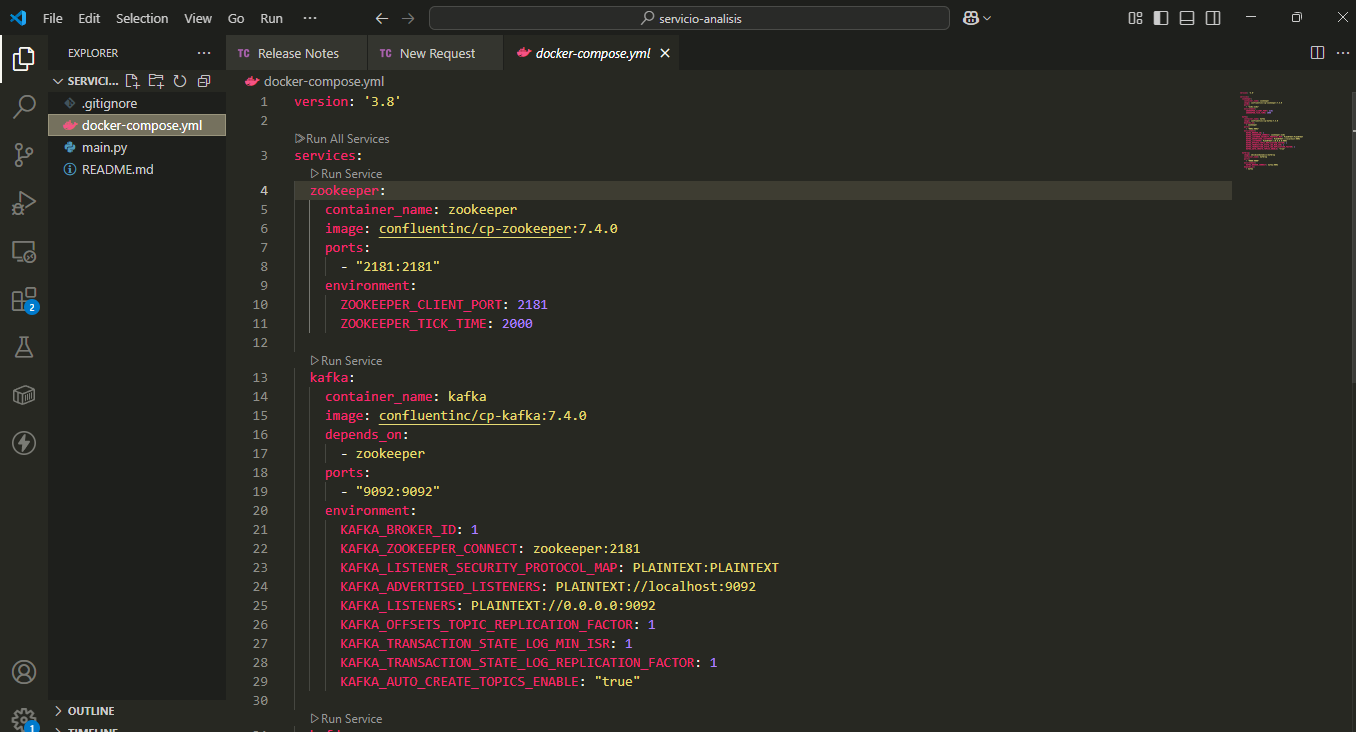 File Edit Selection View Go Run ··· servicio-analisis
EXPLORER ···
TC Release Notes TC New Request docker-compose.yml
SERVICI...
.gitignore
docker-compose.yml
main.py
README.md
OUTLINE
TIMELINE
2
1
docker-compose.yml
1 version: '3.8'
2
Run All Services
3 services:
Run Service
4 zookeeper:
5 container_name: zookeeper
6 image: confluentinc/cp-zookeeper:7.4.0
7 ports:
8 - "2181:2181"
9 environment:
10 ZOOKEEPER_CLIENT_PORT: 2181
11 ZOOKEEPER_TICK_TIME: 2000
12
Run Service
13 kafka:
14 container_name: kafka
15 image: confluentinc/cp-kafka:7.4.0
16 depends_on:
17 - zookeeper
18 ports:
19 - "9092:9092"
20 environment:
21 KAFKA_BROKER_ID: 1
22 KAFKA_ZOOKEEPER_CONNECT: zookeeper:2181
23 KAFKA_LISTENER_SECURITY_PROTOCOL_MAP: PLAINTEXT:PLAINTEXT
24 KAFKA_ADVERTISED_LISTENERS: PLAINTEXT://localhost:9092
25 KAFKA_LISTENERS: PLAINTEXT://0.0.0.0:9092
26 KAFKA_OFFSETS_TOPIC_REPLICATION_FACTOR: 1
27 KAFKA_TRANSACTION_STATE_LOG_MIN_ISR: 1
28 KAFKA_TRANSACTION_STATE_LOG_REPLICATION_FACTOR: 1
29 KAFKA_AUTO_CREATE_TOPICS_ENABLE: "true"
30
Run Service